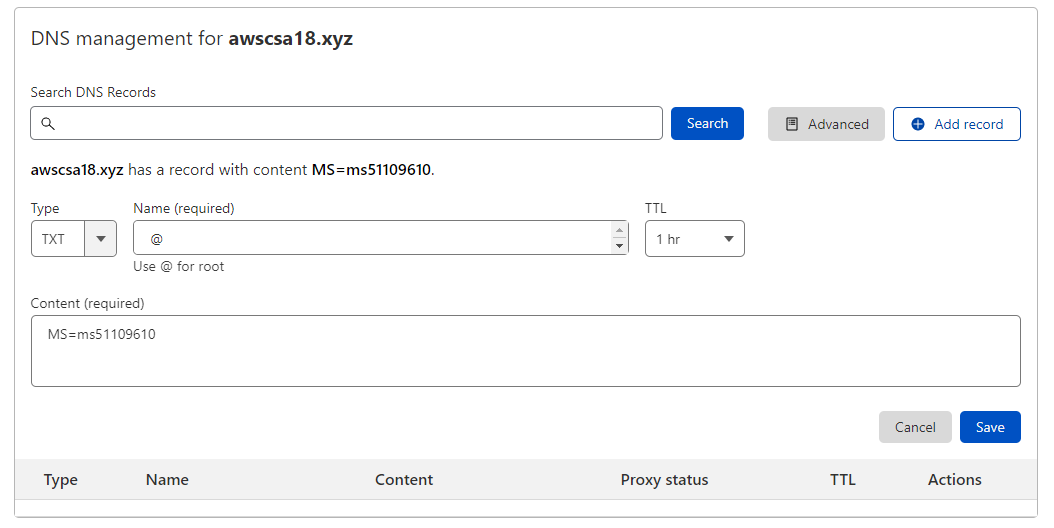 DNS management for awscsa18.xyz
Search DNS Records
Search Advanced Add record
awscsa18.xyz has a record with content MS=ms51109610.
Type Name (required) TTL
TXT @ 1 hr
Use @ for root
Content (required)
MS=ms51109610
Cancel Save
Type Name Content Proxy status TTL Actions